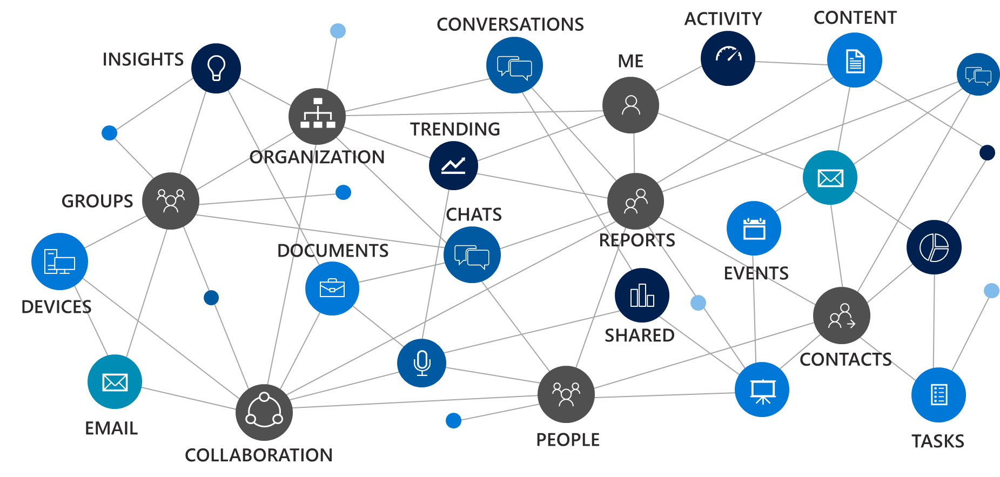 CONTENT
ACTIVITY
CONVERSATIONS
INSIGHTS
ME
TRENDING
ORGANIZATION
GROUPS
CHATS
REPORTS
DOCUMENTS
EVENTS
DEVICES
SHARED
CONTACTS
EMAIL
PEOPLE
TASKS
COLLABORATION